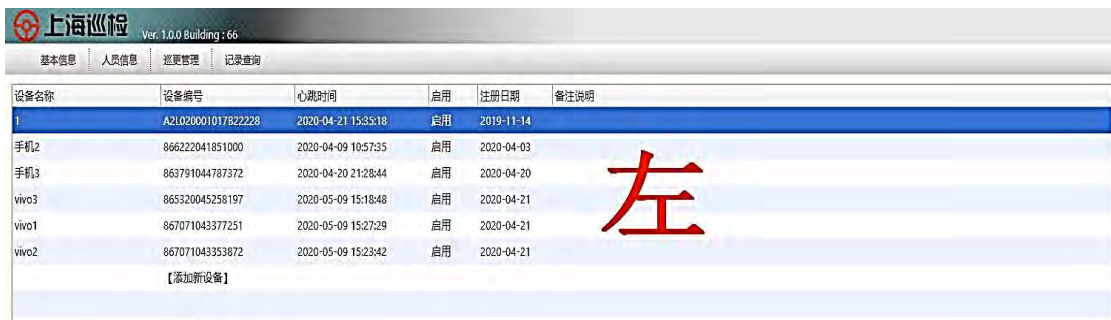 上海巡检 Ver. 1.0.0 Building : 66
基本信息 人员信息 巡更管理 记录查询
设备名称 设备编号 心跳时间 启用 注册日期 备注说明
1 A2L020001017822228 2020-04-21 15:35:18 启用 2019-11-14
手机2 866222041851000 2020-04-09 10:57:35 启用 2020-04-03
手机3 863791044787372 2020-04-20 21:28:44 启用 2020-04-20
vivo3 865320045258197 2020-05-09 15:18:48 启用 2020-04-21
vivo1 867071043377251 2020-05-09 15:27:29 启用 2020-04-21
vivo2 867071043353872 2020-05-09 15:23:42 启用 2020-04-21
【添加新设备】
左